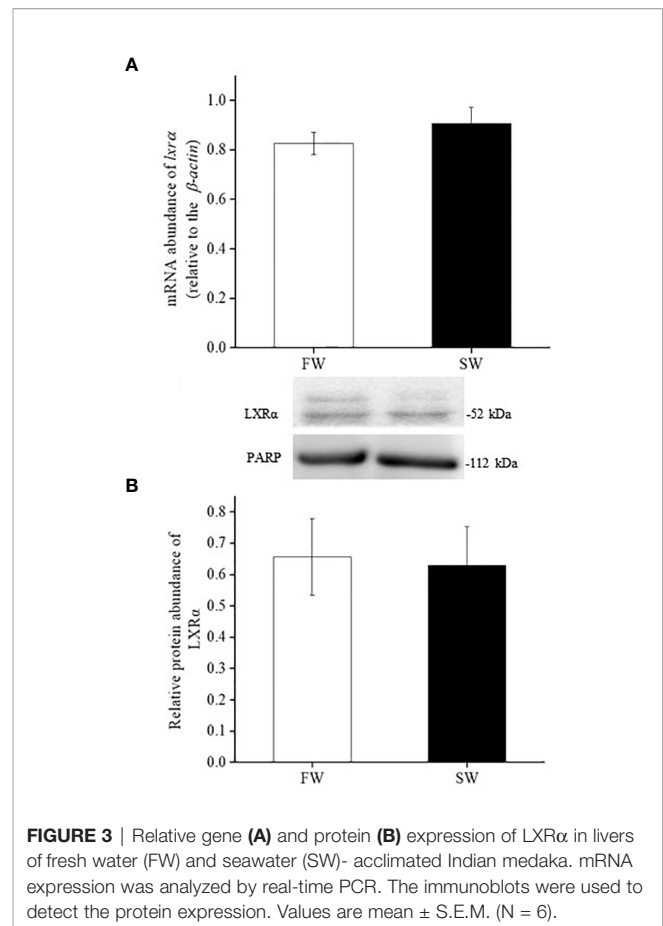 A
mRNA abundance of lxrα
(relative to the β-actin)
1.0
0.8
0.6
0.4
0.2
0.0
FW SW
LXRα -52 kDa
PARP -112 kDa
B
Relative protein abundance of
LXRα
0.8
0.7
0.6
0.5
0.4
0.3
0.2
0.1
0.0
FW SW
FIGURE 3 | Relative gene (A) and protein (B) expression of LXRα in livers
of fresh water (FW) and seawater (SW)- acclimated Indian medaka. mRNA
expression was analyzed by real-time PCR. The immunoblots were used to
detect the protein expression. Values are mean ± S.E.M. (N = 6).